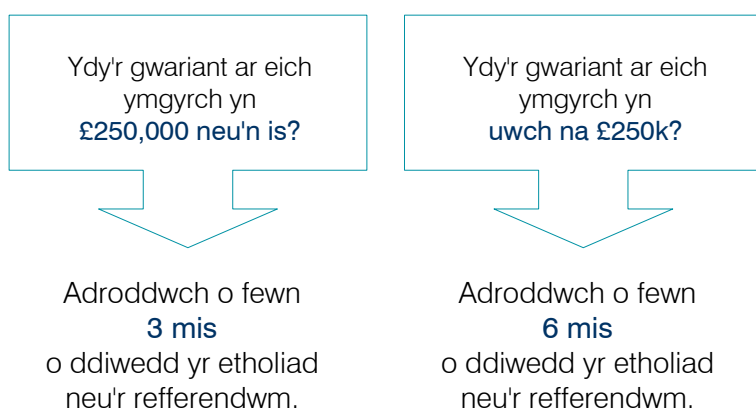 Ydy'r gwariant ar eich
ymgyrch yn
£250,000 neu'n is?
Adroddwch o fewn
3 mis
o ddiwedd yr etholiad
neu'r refferendwm.
Ydy'r gwariant ar eich
ymgyrch yn
uwch na £250k?
Adroddwch o fewn
6 mis
o ddiwedd yr etholiad
neu'r refferendwm.